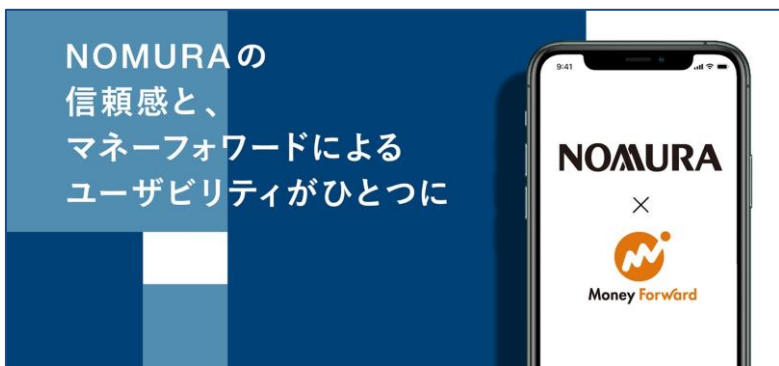 NOMURAの
信頼感と、
マネーフォワードによる
ユーザビリティがひとつに
9:41
NOMURA
×
Money Forward